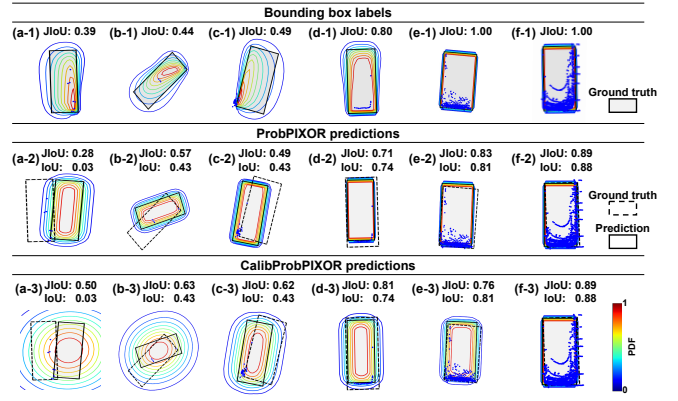 Bounding box labels
(a-1) JIoU: 0.39 (b-1) JIoU: 0.44 (c-1) JIoU: 0.49 (d-1) JIoU: 0.80 (e-1) JIoU: 1.00 (f-1) JIoU: 1.00
Ground truth
ProbPIXOR predictions
(a-2) JIoU: 0.28 (b-2) JIoU: 0.57 (c-2) JIoU: 0.49 (d-2) JIoU: 0.71 (e-2) JIoU: 0.83 (f-2) JIoU: 0.89
IoU: 0.03 IoU: 0.43 IoU: 0.43 IoU: 0.74 IoU: 0.81 IoU: 0.88
Ground truth
Prediction
CalibProbPIXOR predictions
(a-3) JIoU: 0.50 (b-3) JIoU: 0.63 (c-3) JIoU: 0.62 (d-3) JIoU: 0.81 (e-3) JIoU: 0.76 (f-3) JIoU: 0.89
IoU: 0.03 IoU: 0.43 IoU: 0.43 IoU: 0.74 IoU: 0.81 IoU: 0.88
1
PDF
0